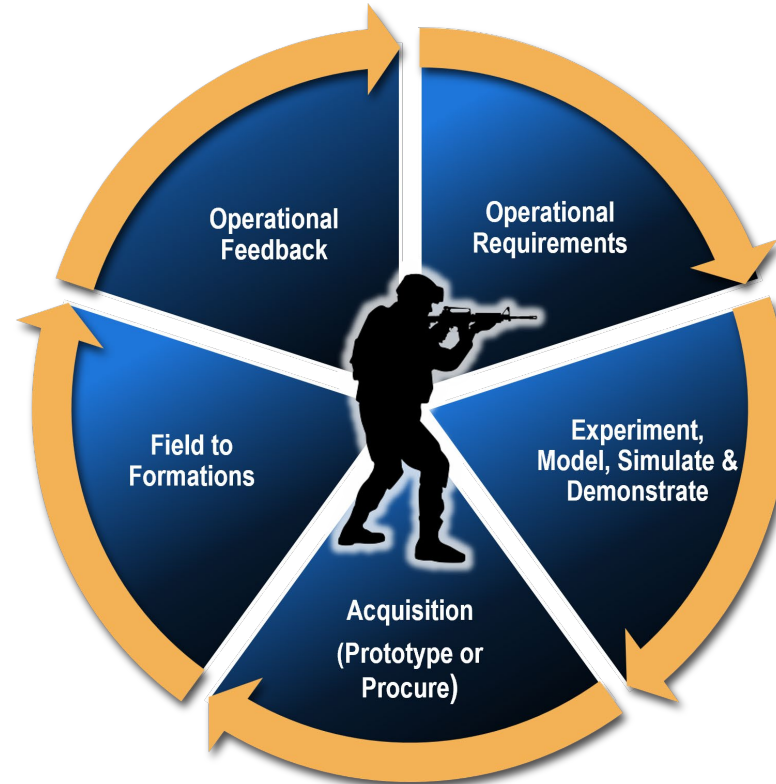 Operational
Requirements
Experiment,
Model, Simulate &
Demonstrate
Acquisition
(Prototype or
Procure)
Field to
Formations
Operational
Feedback